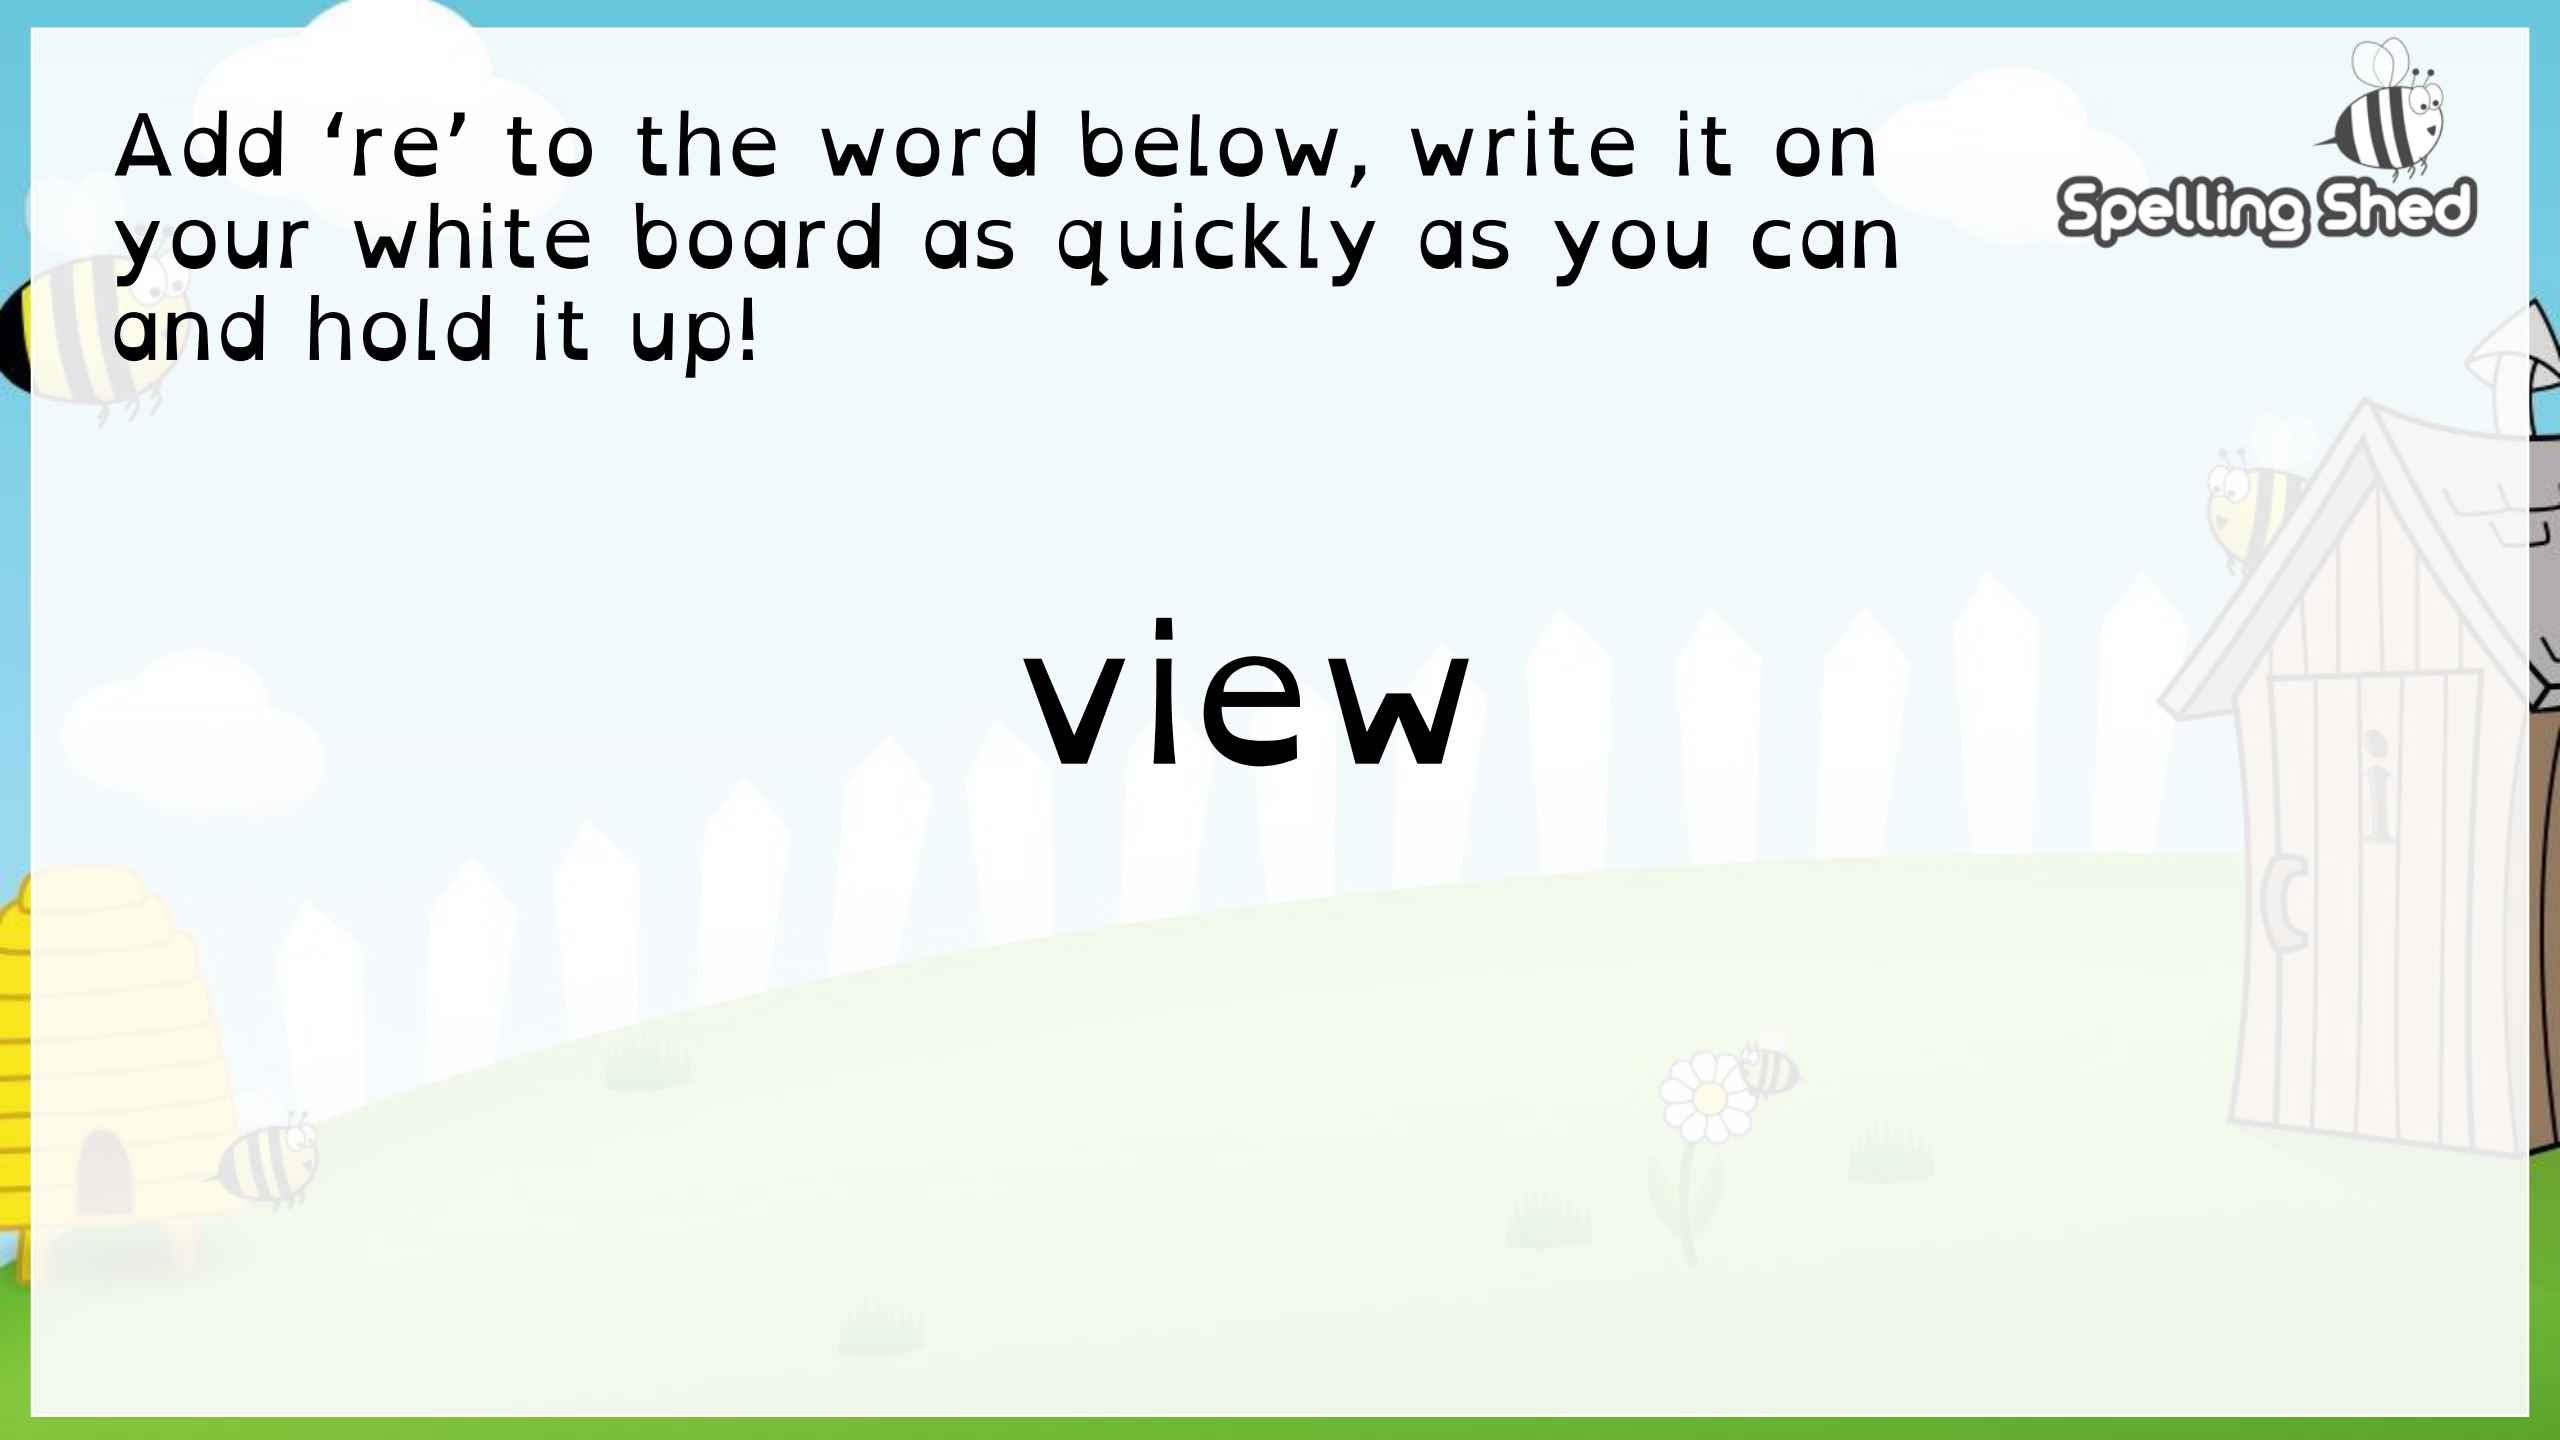 Add ‘re’ to the word below, write it on
your white board as quickly as you can
and hold it up!
Spelling Shed
view
i